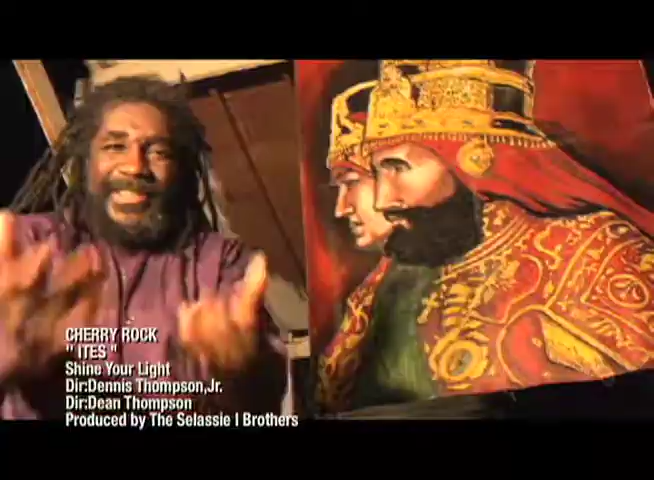 CHERRY ROCK
" ITES "
Shine Your Light
Dir:Dennis Thompson,Jr.
Dir:Dean Thompson
Produced by The Selassie I Brothers